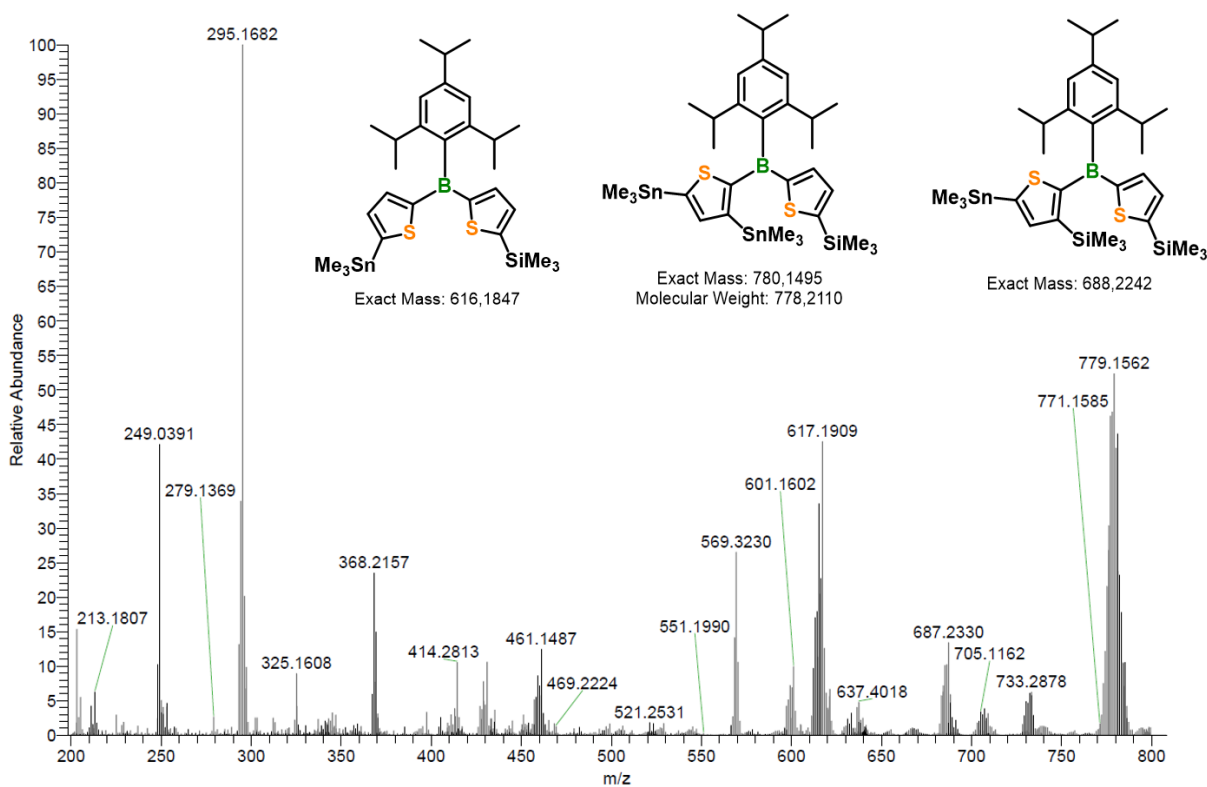 295.1682
100
95
90
85
80
75
70
65
60
55
50
45
40
35
30
25
20
15
10
5
0
Relative Abundance
B
S
S
Me3Sn
SiMe3
Exact Mass: 616,1847
S
B
Me3Sn
S
SnMe3
SiMe3
Exact Mass: 780,1495
Molecular Weight: 778,2110
S
B
Me3Sn
S
SiMe3
SiMe3
Exact Mass: 688,2242
779.1562
771.1585
249.0391
617.1909
279.1369
601.1602
569.3230
368.2157
213.1807
551.1990
687.2330
414.2813
461.1487
705.1162
325.1608
637.4018
733.2878
469.2224
521.2531
200
250
300
350
400
450
500
550
600
650
700
750
800
m/z